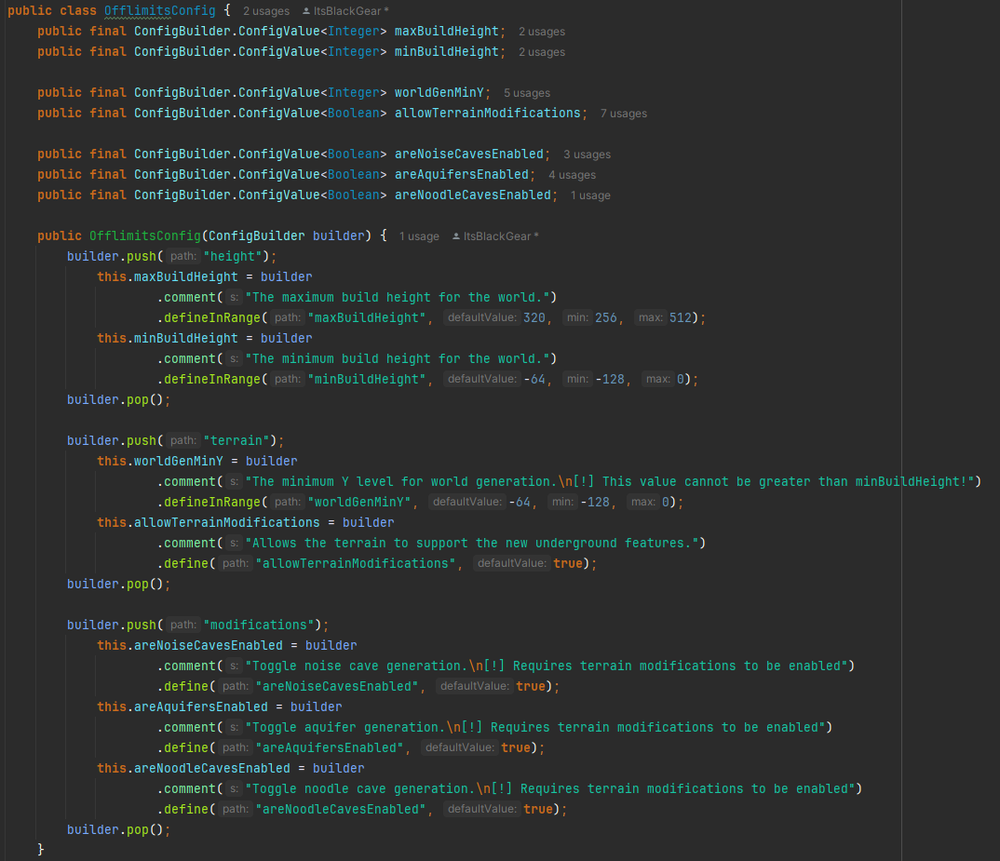 public class OfflimitsConfig {  2 usages  ItsBlackGear *
public final ConfigBuilder.ConfigValue<Integer> maxBuildHeight;  2 usages
public final ConfigBuilder.ConfigValue<Integer> minBuildHeight;  2 usages
public final ConfigBuilder.ConfigValue<Integer> worldGenMinY;  5 usages
public final ConfigBuilder.ConfigValue<Boolean> allowTerrainModifications;  7 usages
public final ConfigBuilder.ConfigValue<Boolean> areNoiseCavesEnabled;  3 usages
public final ConfigBuilder.ConfigValue<Boolean> areAquifersEnabled;  4 usages
public final ConfigBuilder.ConfigValue<Boolean> areNoodleCavesEnabled;  1 usage
public OfflimitsConfig(ConfigBuilder builder) {  1 usage  ItsBlackGear *
builder.push( path: "height");
this.maxBuildHeight = builder
.comment( s: "The maximum build height for the world.")
.defineInRange( path: "maxBuildHeight",  defaultValue: 320,  min: 256,  max: 512);
this.minBuildHeight = builder
.comment( s: "The minimum build height for the world.")
.defineInRange( path: "minBuildHeight",  defaultValue: -64,  min: -128,  max: 0);
builder.pop();
builder.push( path: "terrain");
this.worldGenMinY = builder
.comment( s: "The minimum Y level for world generation.\n[!] This value cannot be greater than minBuildHeight!")
.defineInRange( path: "worldGenMinY",  defaultValue: -64,  min: -128,  max: 0);
this.allowTerrainModifications = builder
.comment( s: "Allows the terrain to support the new underground features.")
.define( path: "allowTerrainModifications",  defaultValue: true);
builder.pop();
builder.push( path: "modifications");
this.areNoiseCavesEnabled = builder
.comment( s: "Toggle noise cave generation.\n[!] Requires terrain modifications to be enabled")
.define( path: "areNoiseCavesEnabled",  defaultValue: true);
this.areAquifersEnabled = builder
.comment( s: "Toggle aquifer generation.\n[!] Requires terrain modifications to be enabled")
.define( path: "areAquifersEnabled",  defaultValue: true);
this.areNoodleCavesEnabled = builder
.comment( s: "Toggle noodle cave generation.\n[!] Requires terrain modifications to be enabled")
.define( path: "areNoodleCavesEnabled",  defaultValue: true);
builder.pop();
}